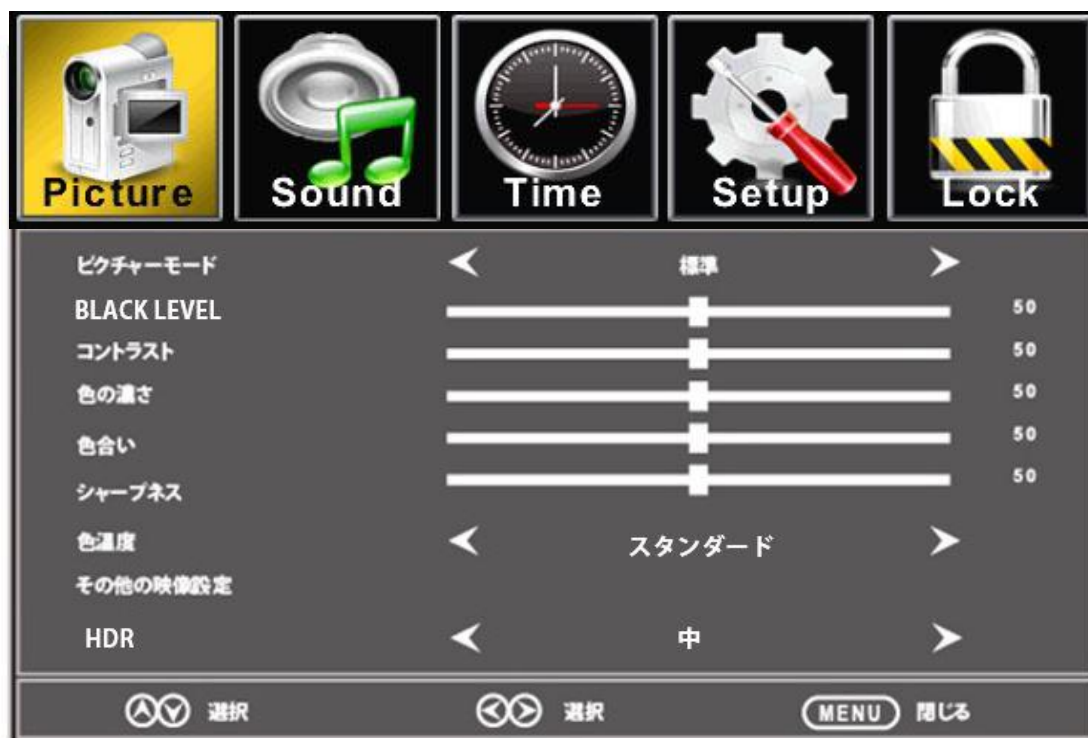 Picture Sound Time Setup Lock
ピクチャーモード 標準
BLACK LEVEL 50
コントラスト 50
色の濃さ 50
色合い 50
シャープネス 50
色温度 スタンダード
その他の映像設定
HDR 中
選択 選択 MENU 閉じる